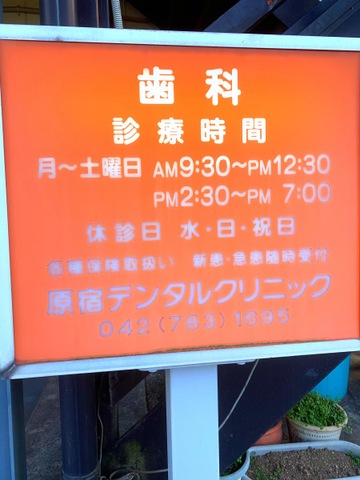 歯科
診療時間
月～土曜日 AM9:30～PM12:30
PM2:30～PM 7:00
休診日 水・日・祝日
各種保険取扱い 新患・急患随時受付
原宿デンタルクリニック
042(783)1695